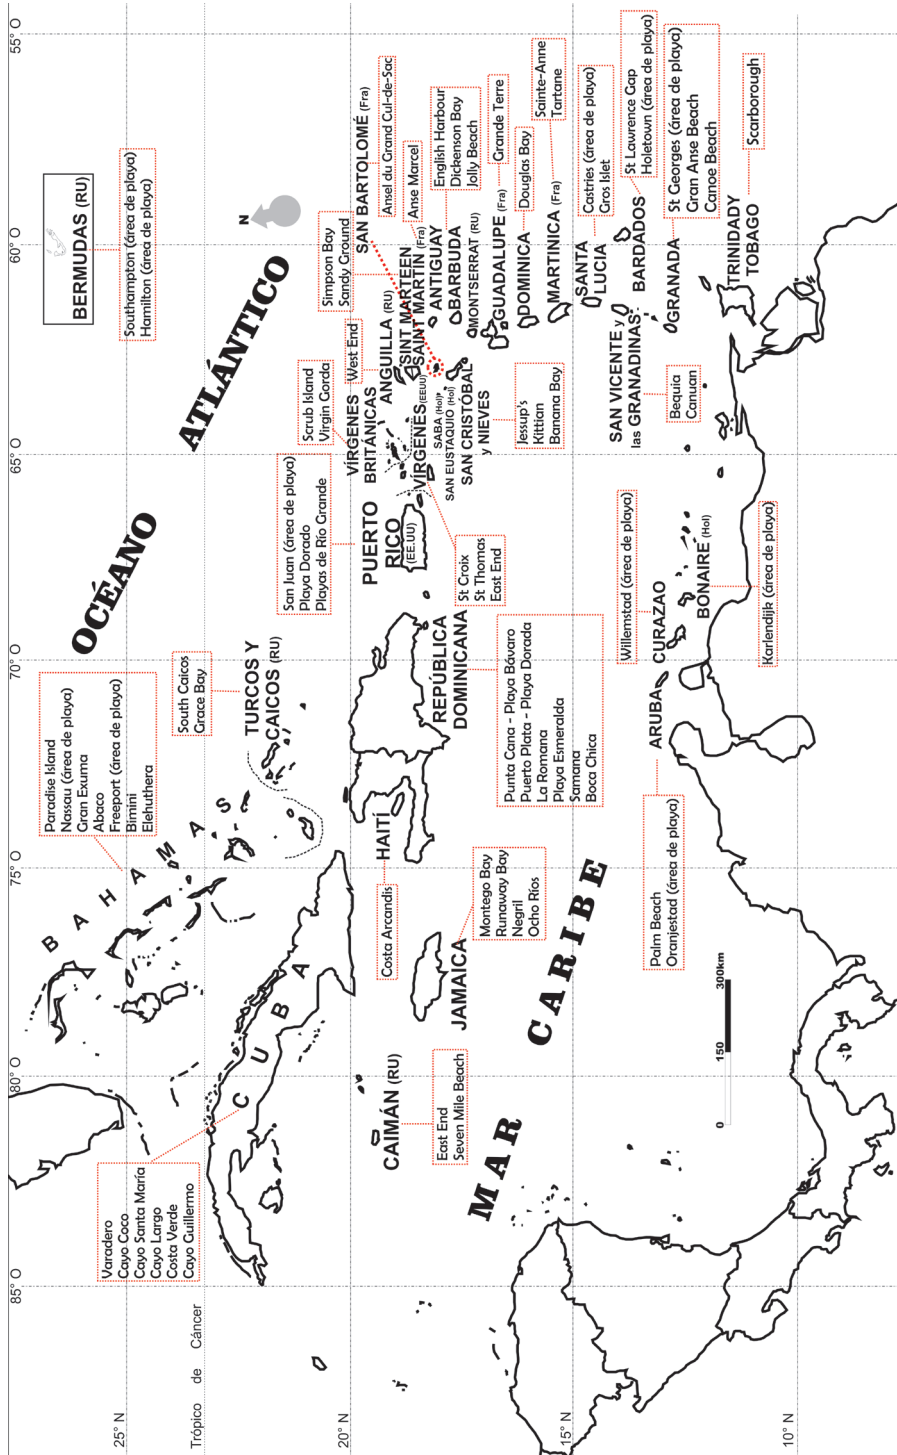 85° O
80° O
75° O
70° O
65° O
60° O
55° O
25° N
Trópico de Cáncer
20° N
15° N
10° N
BERMUDAS (RU)
Southampton (área de playa)
Hamilton (área de playa)
OCÉANO
ATLÁNTICO
N
BAHAMAS
Paradise Island
Nassau (área de playa)
Gran Exuma
Abaco
Freeport (área de playa)
Bimini
Elehuthera
Varadero
Cayo Coco
Cayo Santa María
Cayo Largo
Costa Verde
Cayo Guillermo
CUBA
South Caicos
Grace Bay
TURCOS Y
CAICOS (RU)
CAIMÁN (RU)
East End
Seven Mile Beach
JAMAICA
Montego Bay
Runaway Bay
Negril
Ocho Ríos
HAITÍ
Costa Arcandis
REPÚBLICA
DOMINICANA
Punta Cana - Playa Bávaro
Puerto Plata - Playa Dorada
La Romana
Playa Esmeralda
Samana
Boca Chica
San Juan (área de playa)
Playa Dorado
Playas de Río Grande
PUERTO
RICO
(EE.UU)
Scrub Island
Virgin Gorda
VÍRGENES
BRITÁNICAS
VÍRGENES (EEUU)
St Croix
St Thomas
East End
West End
ANGUILLA (RU)
Simpson Bay
Sandy Ground
SINT MARTEEN
SAINT MARTIN (Fra)
Anse Marcel
SAN BARTOLOMÉ (Fra)
Ansel du Grand Cul-de-Sac
SABA (Hol)
SAN EUSTAQUIO (Hol)
SAN CRISTÓBAL
y NIEVES
Jessup's
Kittian
Banana Bay
ANTIGUAY
BARBUDA
English Harbour
Dickenson Bay
Jolly Beach
MONTSERRAT (RU)
GUADALUPE (Fra)
Grande Terre
DOMINICA
Douglas Bay
MARTINICA (Fra)
Sainte-Anne
Tartane
SANTA
LUCIA
Castries (área de playa)
Gros Islet
BARDADOS
St Lawrence Gap
Holetown (área de playa)
SAN VICENTE y
las GRANADINAS
Bequia
Canuan
GRANADA
St Georges (área de playa)
Gran Anse Beach
Canoe Beach
TRINIDADY
TOBAGO
Scarborough
MAR
CARIBE
ARUBA
Palm Beach
Oranjestad (área de playa)
CURAZAO
Willemstad (área de playa)
BONAIRE (Hol)
Karlendijk (área de playa)
0 150 300km